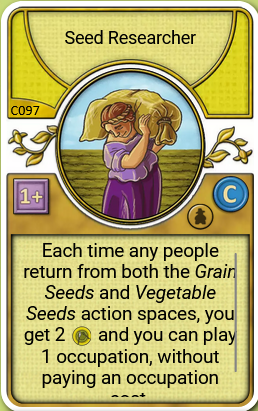 Seed Researcher
C097
1+
C
Each time any people
return from both the Grain
Seeds and Vegetable
Seeds action spaces, you
get 2 and you can play
1 occupation, without
paying an occupation